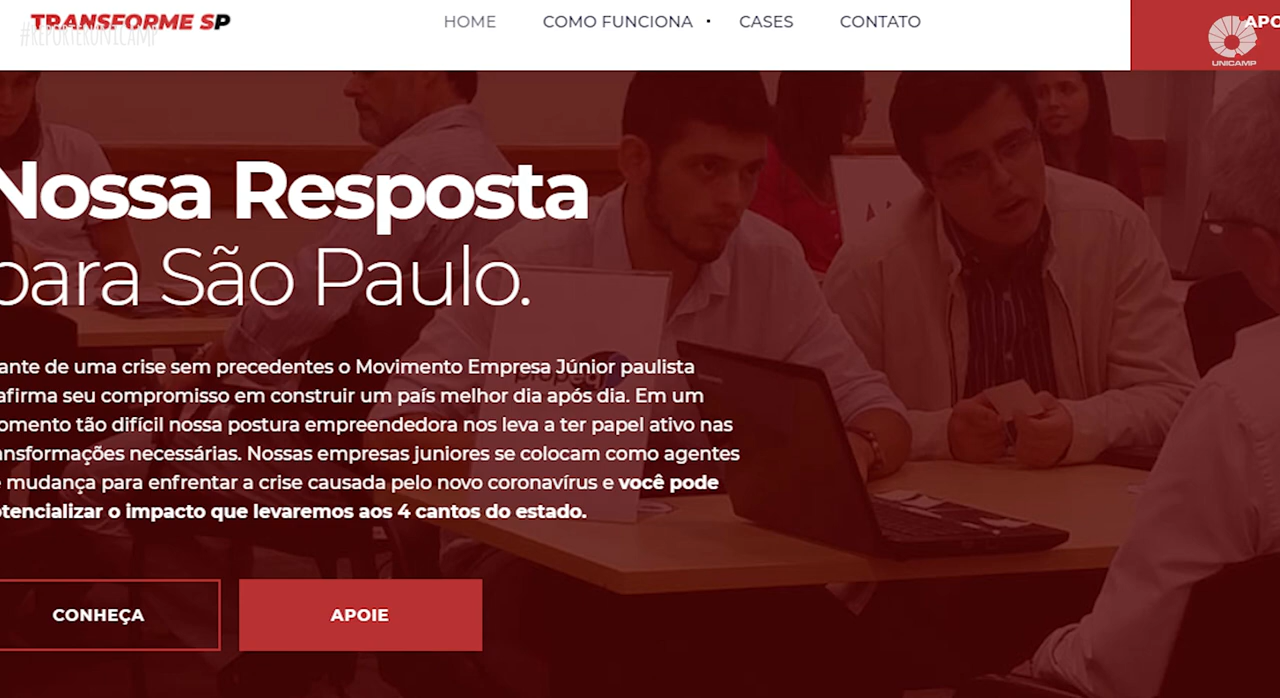 TRANSFORME SP
#REPORTERUNICAMP
HOME
COMO FUNCIONA
CASES
CONTATO
APO
UNICAMP
Nossa Resposta
para São Paulo.
ante de uma crise sem precedentes o Movimento Empresa Júnior paulista
afirma seu compromisso em construir um país melhor dia após dia. Em um
omento tão difícil nossa postura empreendedora nos leva a ter papel ativo nas
ansformações necessárias. Nossas empresas juniores se colocam como agentes
e mudança para enfrentar a crise causada pelo novo coronavírus e você pode
otencializar o impacto que levaremos aos 4 cantos do estado.
CONHEÇA
APOIE